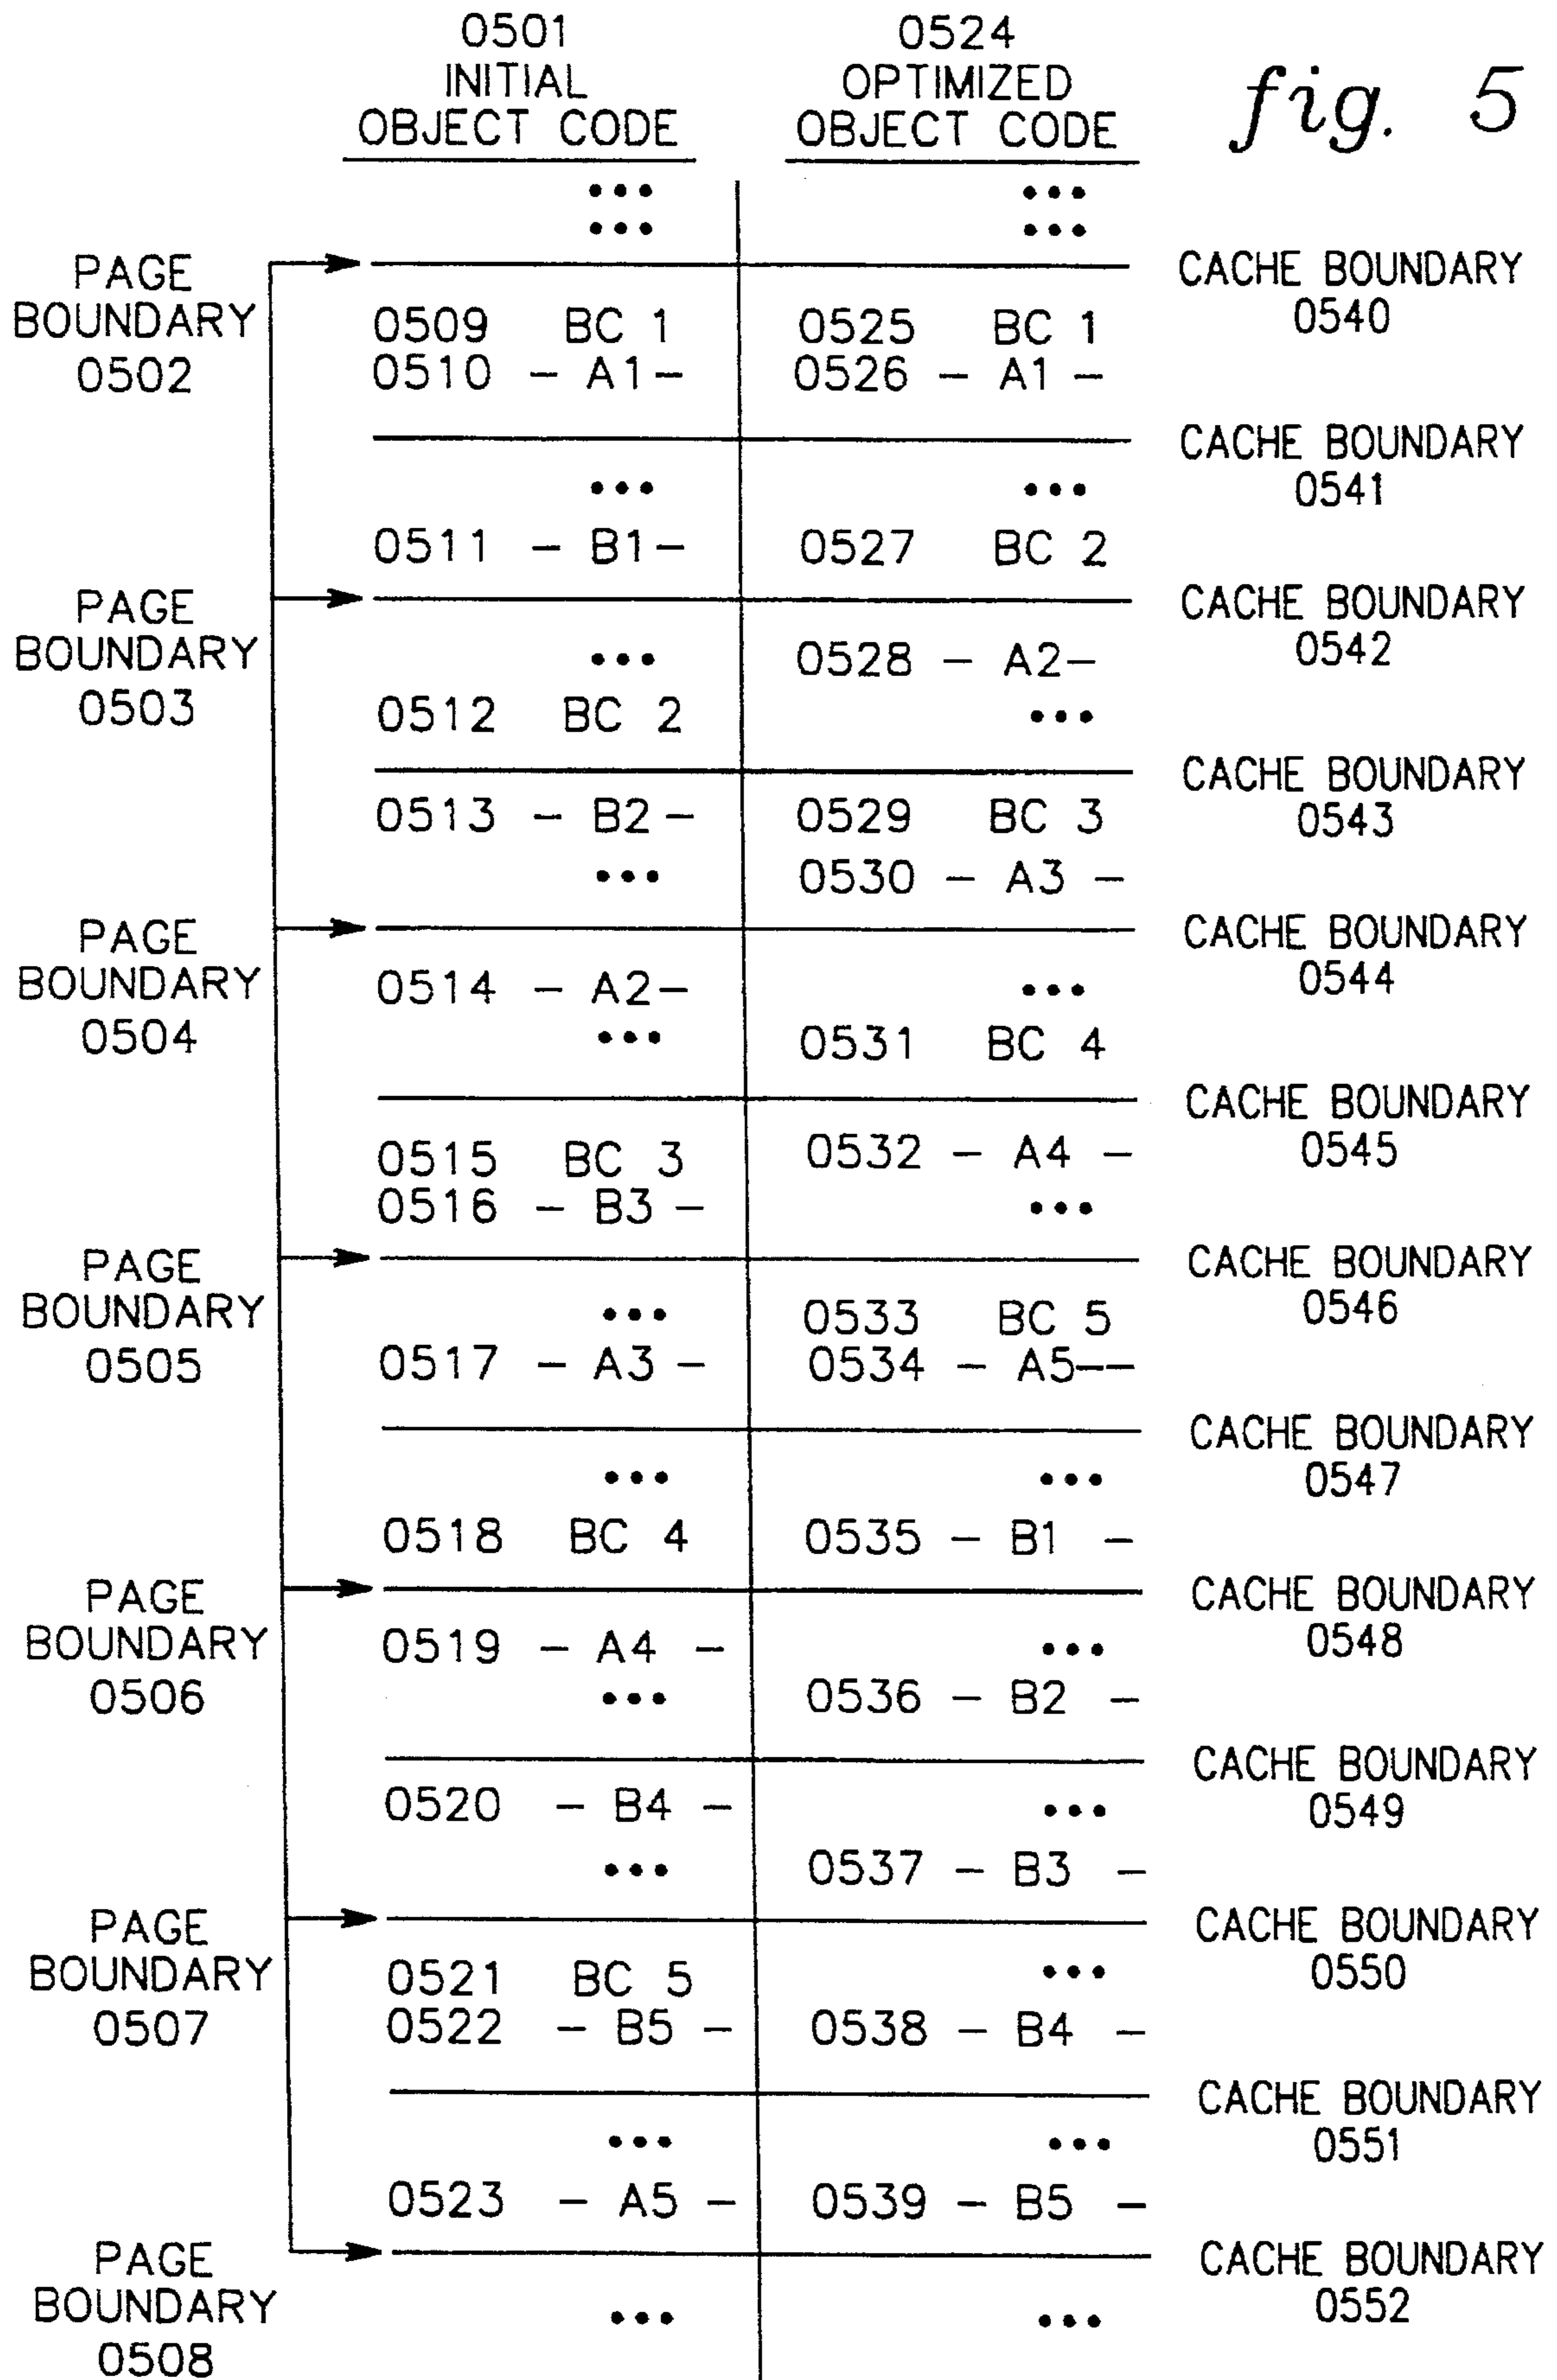 0501 0524
INITIAL OPTIMIZED
OBJECT CODE OBJECT CODE
fig. 5
••• •••
••• •••
PAGE BOUNDARY 0502
CACHE BOUNDARY 0540
0509 BC 1 0525 BC 1
0510 – A1 – 0526 – A1 –
CACHE BOUNDARY 0541
••• •••
0511 – B1 – 0527 BC 2
PAGE BOUNDARY 0503
CACHE BOUNDARY 0542
••• 0528 – A2 –
0512 BC 2 •••
CACHE BOUNDARY 0543
0513 – B2 – 0529 BC 3
••• 0530 – A3 –
PAGE BOUNDARY 0504
CACHE BOUNDARY 0544
0514 – A2 – •••
••• 0531 BC 4
CACHE BOUNDARY 0545
0515 BC 3 0532 – A4 –
0516 – B3 – •••
PAGE BOUNDARY 0505
CACHE BOUNDARY 0546
••• 0533 BC 5
0517 – A3 – 0534 – A5––
CACHE BOUNDARY 0547
••• •••
0518 BC 4 0535 – B1 –
PAGE BOUNDARY 0506
CACHE BOUNDARY 0548
0519 – A4 – •••
••• 0536 – B2 –
CACHE BOUNDARY 0549
0520 – B4 – •••
••• 0537 – B3 –
PAGE BOUNDARY 0507
CACHE BOUNDARY 0550
0521 BC 5 •••
0522 – B5 – 0538 – B4 –
CACHE BOUNDARY 0551
••• •••
0523 – A5 – 0539 – B5 –
PAGE BOUNDARY 0508
CACHE BOUNDARY 0552
••• •••